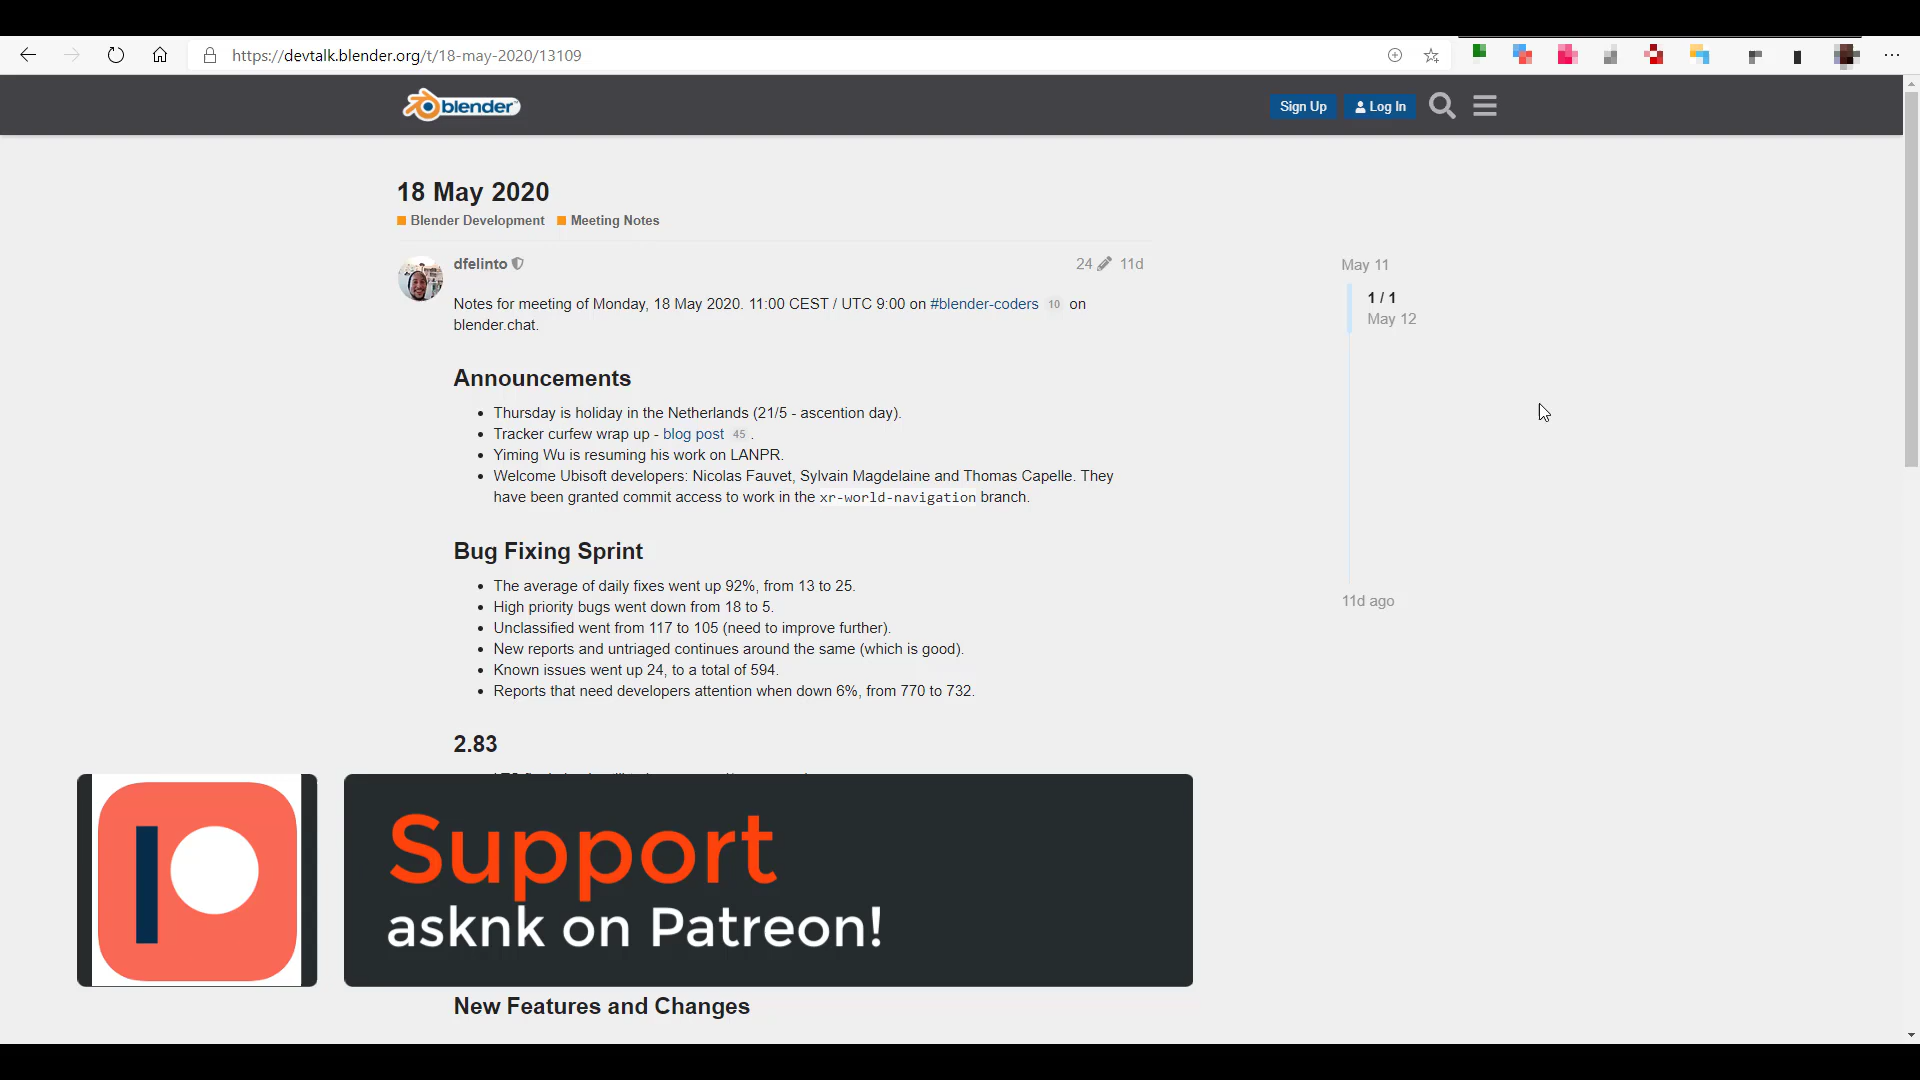 https://devtalk.blender.org/t/18-may-2020/13109
blender
Sign Up
Log In
18 May 2020
Blender Development Meeting Notes
dfelinto
24 11d
Notes for meeting of Monday, 18 May 2020. 11:00 CEST / UTC 9:00 on #blender-coders 10 on
blender.chat.
May 11
1 / 1
May 12
11d ago
Announcements
Thursday is holiday in the Netherlands (21/5 - ascention day).
Tracker curfew wrap up - blog post 45 .
Yiming Wu is resuming his work on LANPR.
Welcome Ubisoft developers: Nicolas Fauvet, Sylvain Magdelaine and Thomas Capelle. They
have been granted commit access to work in the xr-world-navigation branch.
Bug Fixing Sprint
The average of daily fixes went up 92%, from 13 to 25.
High priority bugs went down from 18 to 5.
Unclassified went from 117 to 105 (need to improve further).
New reports and untriaged continues around the same (which is good).
Known issues went up 24, to a total of 594.
Reports that need developers attention when down 6%, from 770 to 732.
2.83
Support
asknk on Patreon!
New Features and Changes